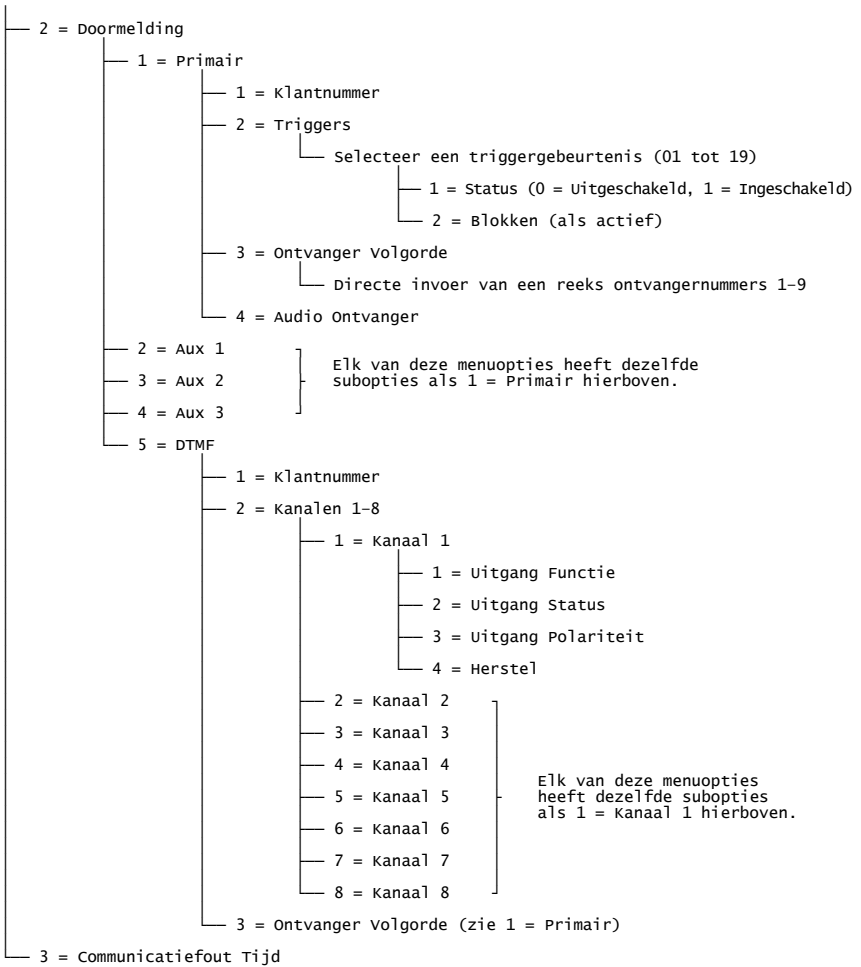 2 = Doormelding
1 = Primair
1 = Klantnummer
2 = Triggers
Selecteer een triggergebeurtenis (01 tot 19)
1 = Status (0 = Uitgeschakeld, 1 = Ingeschakeld)
2 = Blokken (als actief)
3 = Ontvanger Volgorde
Directe invoer van een reeks ontvangernummers 1–9
4 = Audio Ontvanger
2 = Aux 1
3 = Aux 2
4 = Aux 3
Elk van deze menuopties heeft dezelfde
subopties als 1 = Primair hierboven.
5 = DTMF
1 = Klantnummer
2 = Kanalen 1–8
1 = Kanaal 1
1 = Uitgang Functie
2 = Uitgang Status
3 = Uitgang Polariteit
4 = Herstel
2 = Kanaal 2
3 = Kanaal 3
4 = Kanaal 4
5 = Kanaal 5
6 = Kanaal 6
7 = Kanaal 7
8 = Kanaal 8
Elk van deze menuopties
heeft dezelfde subopties
als 1 = Kanaal 1 hierboven.
3 = Ontvanger Volgorde (zie 1 = Primair)
3 = Communicatiefout Tijd